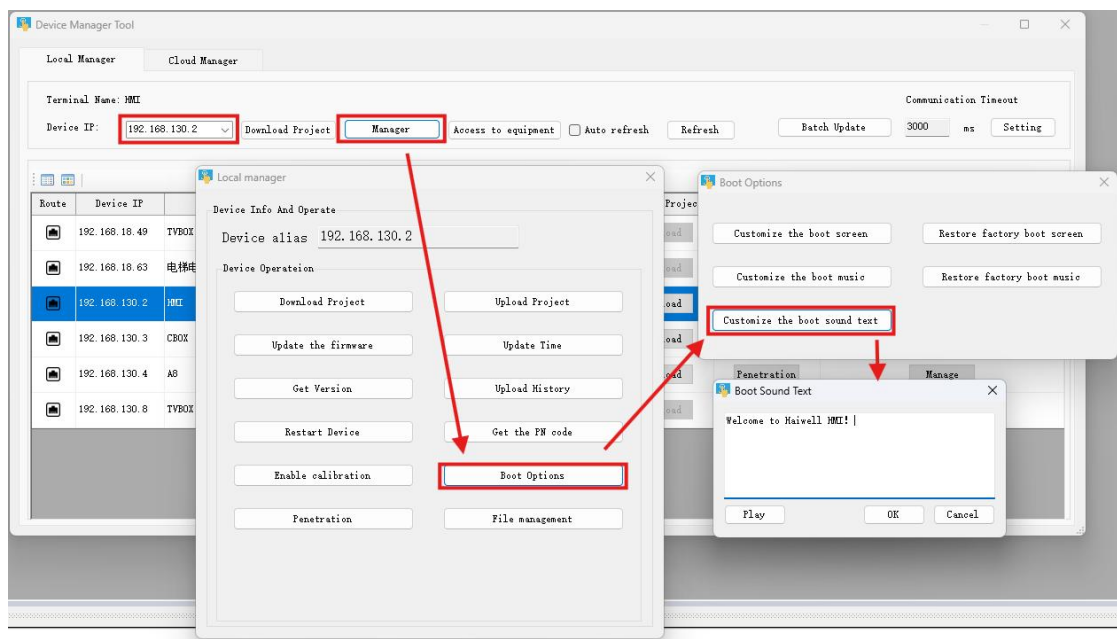 Device Manager Tool
Local Manager
Cloud Manager
Terminal Name: HMI
Communication Timeout
Device IP:
192.168.130.2
Download Project
Manager
Access to equipment
Auto refresh
Refresh
Batch Update
3000
ms
Setting
Route
Device IP
192.168.18.49
TVBOX
192.168.18.63
192.168.130.2
HMI
192.168.130.3
CBOX
192.168.130.4
A8
192.168.130.8
TVBOX
Penetration
Manage
Local manager
Device Info And Operate
Device alias
192.168.130.2
Device Operateion
Download Project
Upload Project
Update the firmware
Update Time
Get Version
Upload History
Restart Device
Get the PN code
Enable calibration
Boot Options
Penetration
File management
Boot Options
Customize the boot screen
Restore factory boot screen
Customize the boot music
Restore factory boot music
Customize the boot sound text
Boot Sound Text
Welcome to Haiwell HMI!
Play
OK
Cancel